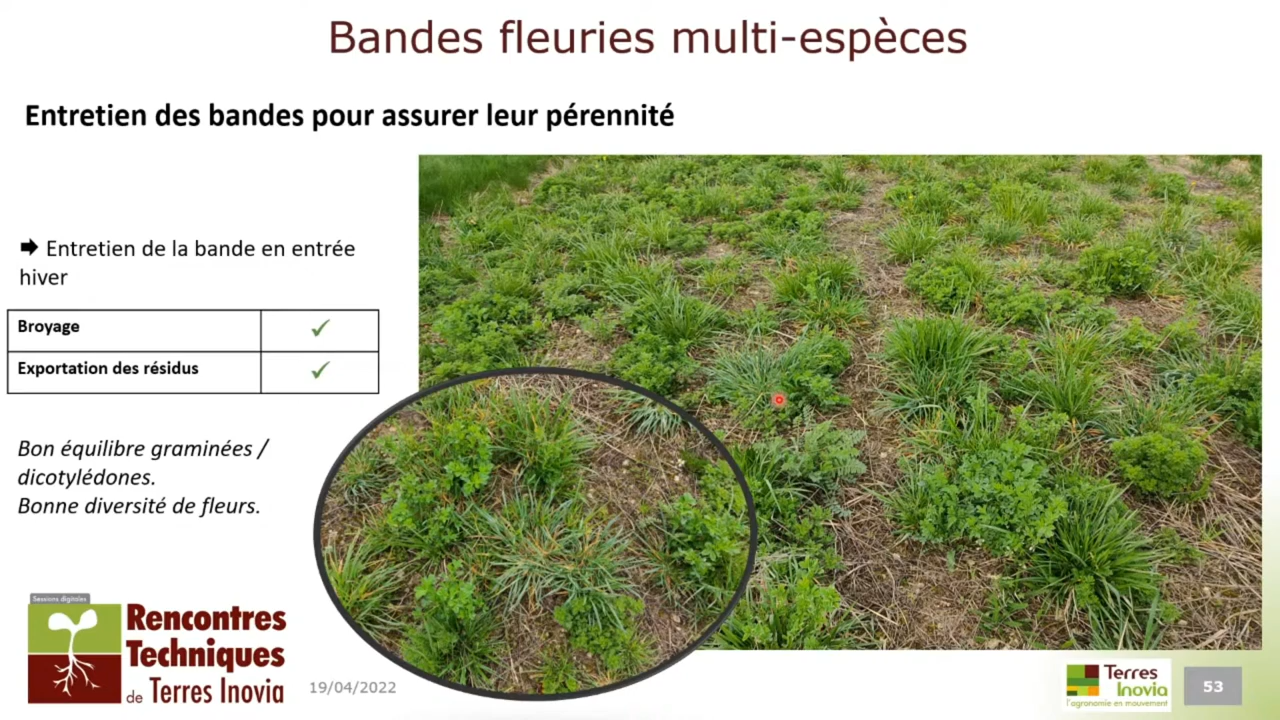 Bandes fleuries multi-espèces
Entretien des bandes pour assurer leur pérennité
➡ Entretien de la bande en entrée
hiver
Broyage ✓
Exportation des résidus ✓
Bon équilibre graminées /
dicotylédones.
Bonne diversité de fleurs.
Sessions digitales
Rencontres
Techniques
de Terres Inovia
19/04/2022
Terres
Inovia
l'agronomie en mouvement
53